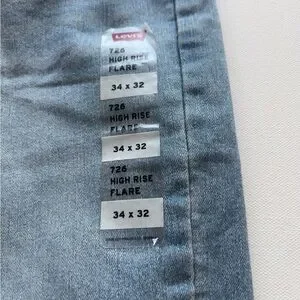 Levi's
726
HIGH RISE
FLARE
34 x 32
726
HIGH RISE
FLARE
34 x 32
726
HIGH RISE
FLARE
34 x 32